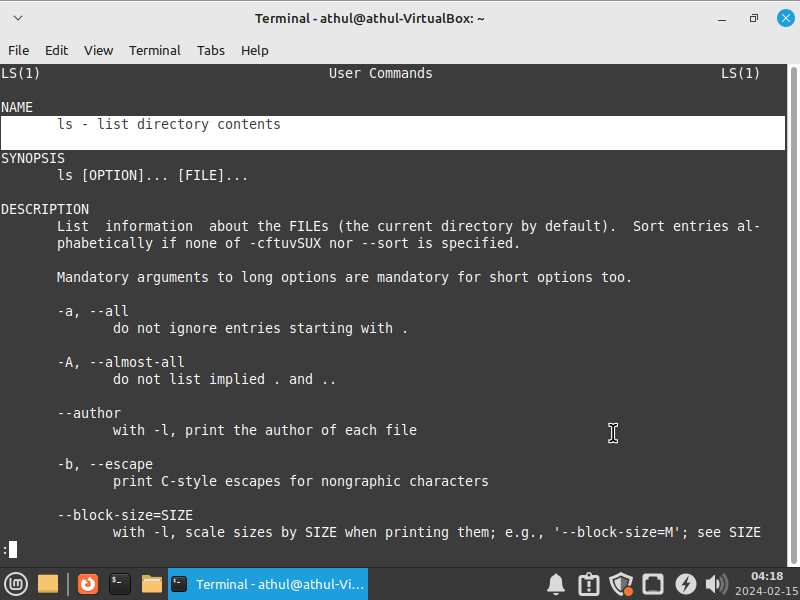 Terminal - athul@athul-VirtualBox: ~
File Edit View Terminal Tabs Help
LS(1) User Commands LS(1)
NAME
ls - list directory contents
SYNOPSIS
ls [OPTION]... [FILE]...
DESCRIPTION
List  information  about the FILEs (the current directory by default).  Sort entries al-
phabetically if none of -cftuvSUX nor --sort is specified.
Mandatory arguments to long options are mandatory for short options too.
-a, --all
do not ignore entries starting with .
-A, --almost-all
do not list implied . and ..
--author
with -l, print the author of each file
-b, --escape
print C-style escapes for nongraphic characters
--block-size=SIZE
with -l, scale sizes by SIZE when printing them; e.g., '--block-size=M'; see SIZE
:
Terminal - athul@athul-Vi...
04:18
2024-02-15